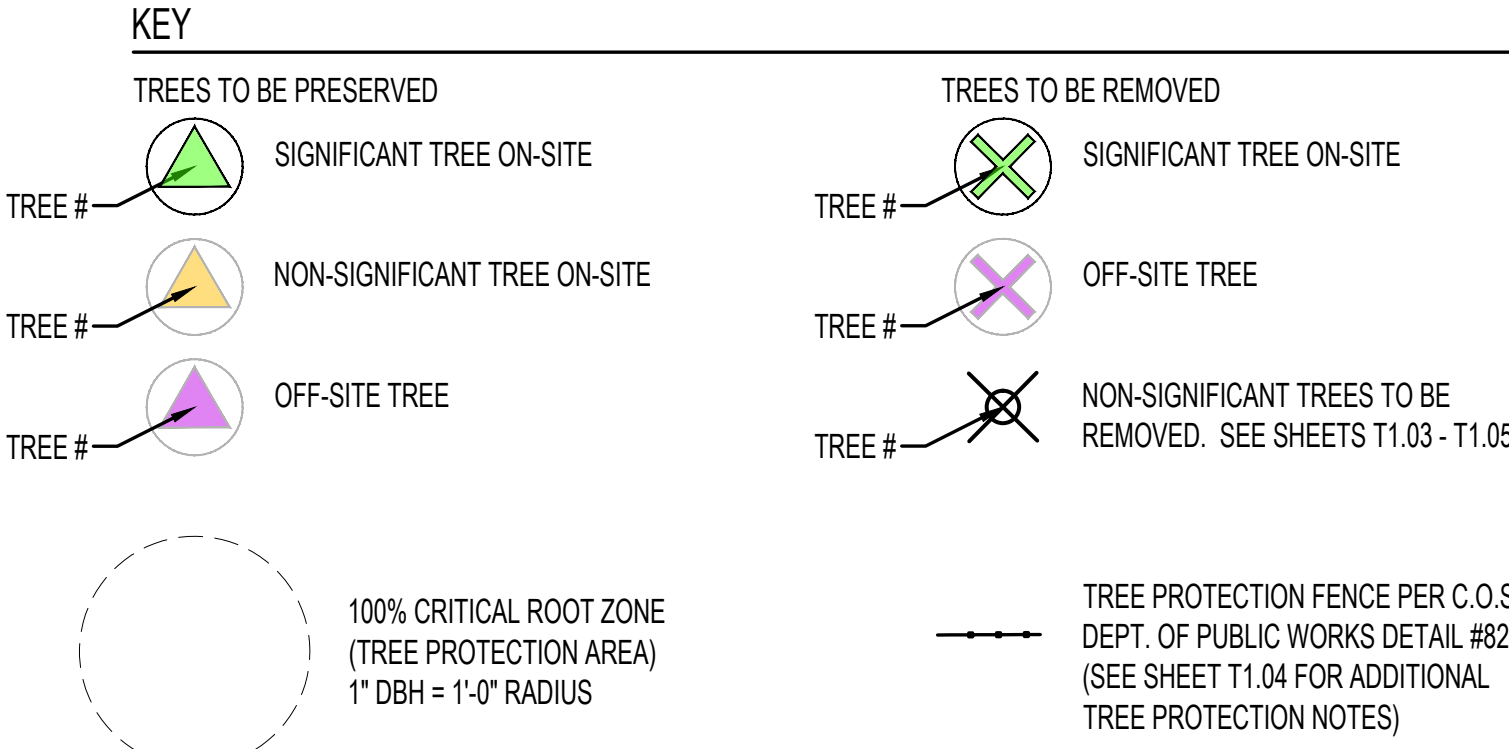 KEY
TREES TO BE PRESERVED
SIGNIFICANT TREE ON-SITE
TREE #
NON-SIGNIFICANT TREE ON-SITE
TREE #
OFF-SITE TREE
TREE #
100% CRITICAL ROOT ZONE
(TREE PROTECTION AREA)
1" DBH = 1'-0" RADIUS
TREES TO BE REMOVED
SIGNIFICANT TREE ON-SITE
TREE #
OFF-SITE TREE
TREE #
NON-SIGNIFICANT TREES TO BE
REMOVED. SEE SHEETS T1.03 - T1.05
TREE #
TREE PROTECTION FENCE PER
DEPT. OF PUBLIC WORKS DETAIL
(SEE SHEET T1.04 FOR ADDITIONAL
TREE PROTECTION NOTES)